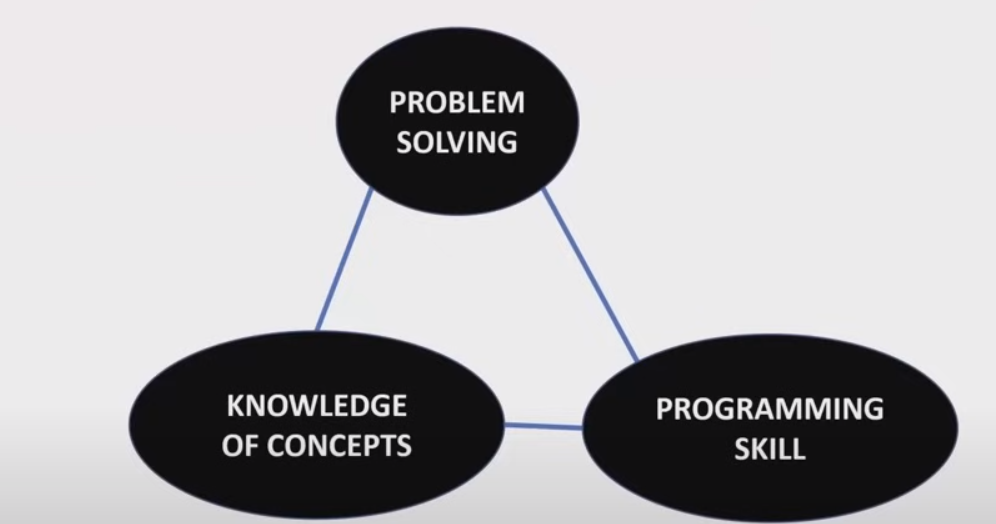 PROBLEM
SOLVING
KNOWLEDGE
OF CONCEPTS
PROGRAMMING
SKILL